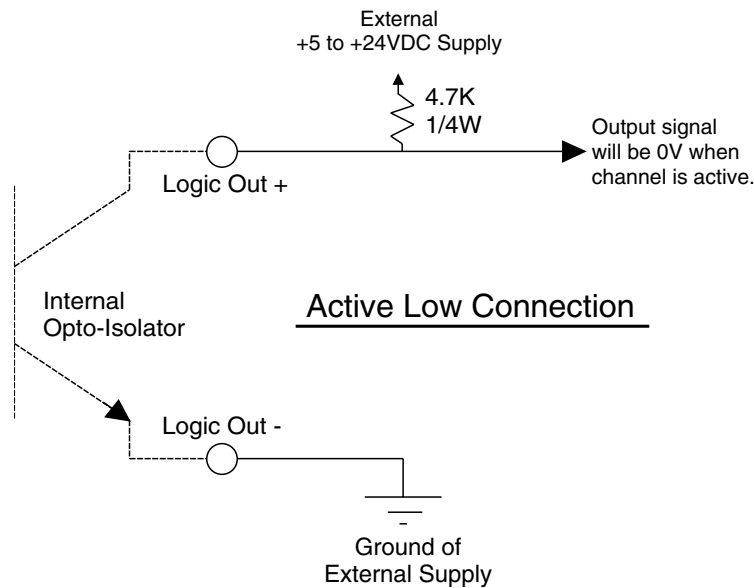 External
+5 to +24VDC Supply
4.7K
1/4W
Output signal
will be 0V when
channel is active.
Logic Out +
Internal
Opto-Isolator
Active Low Connection
Logic Out -
Ground of
External Supply